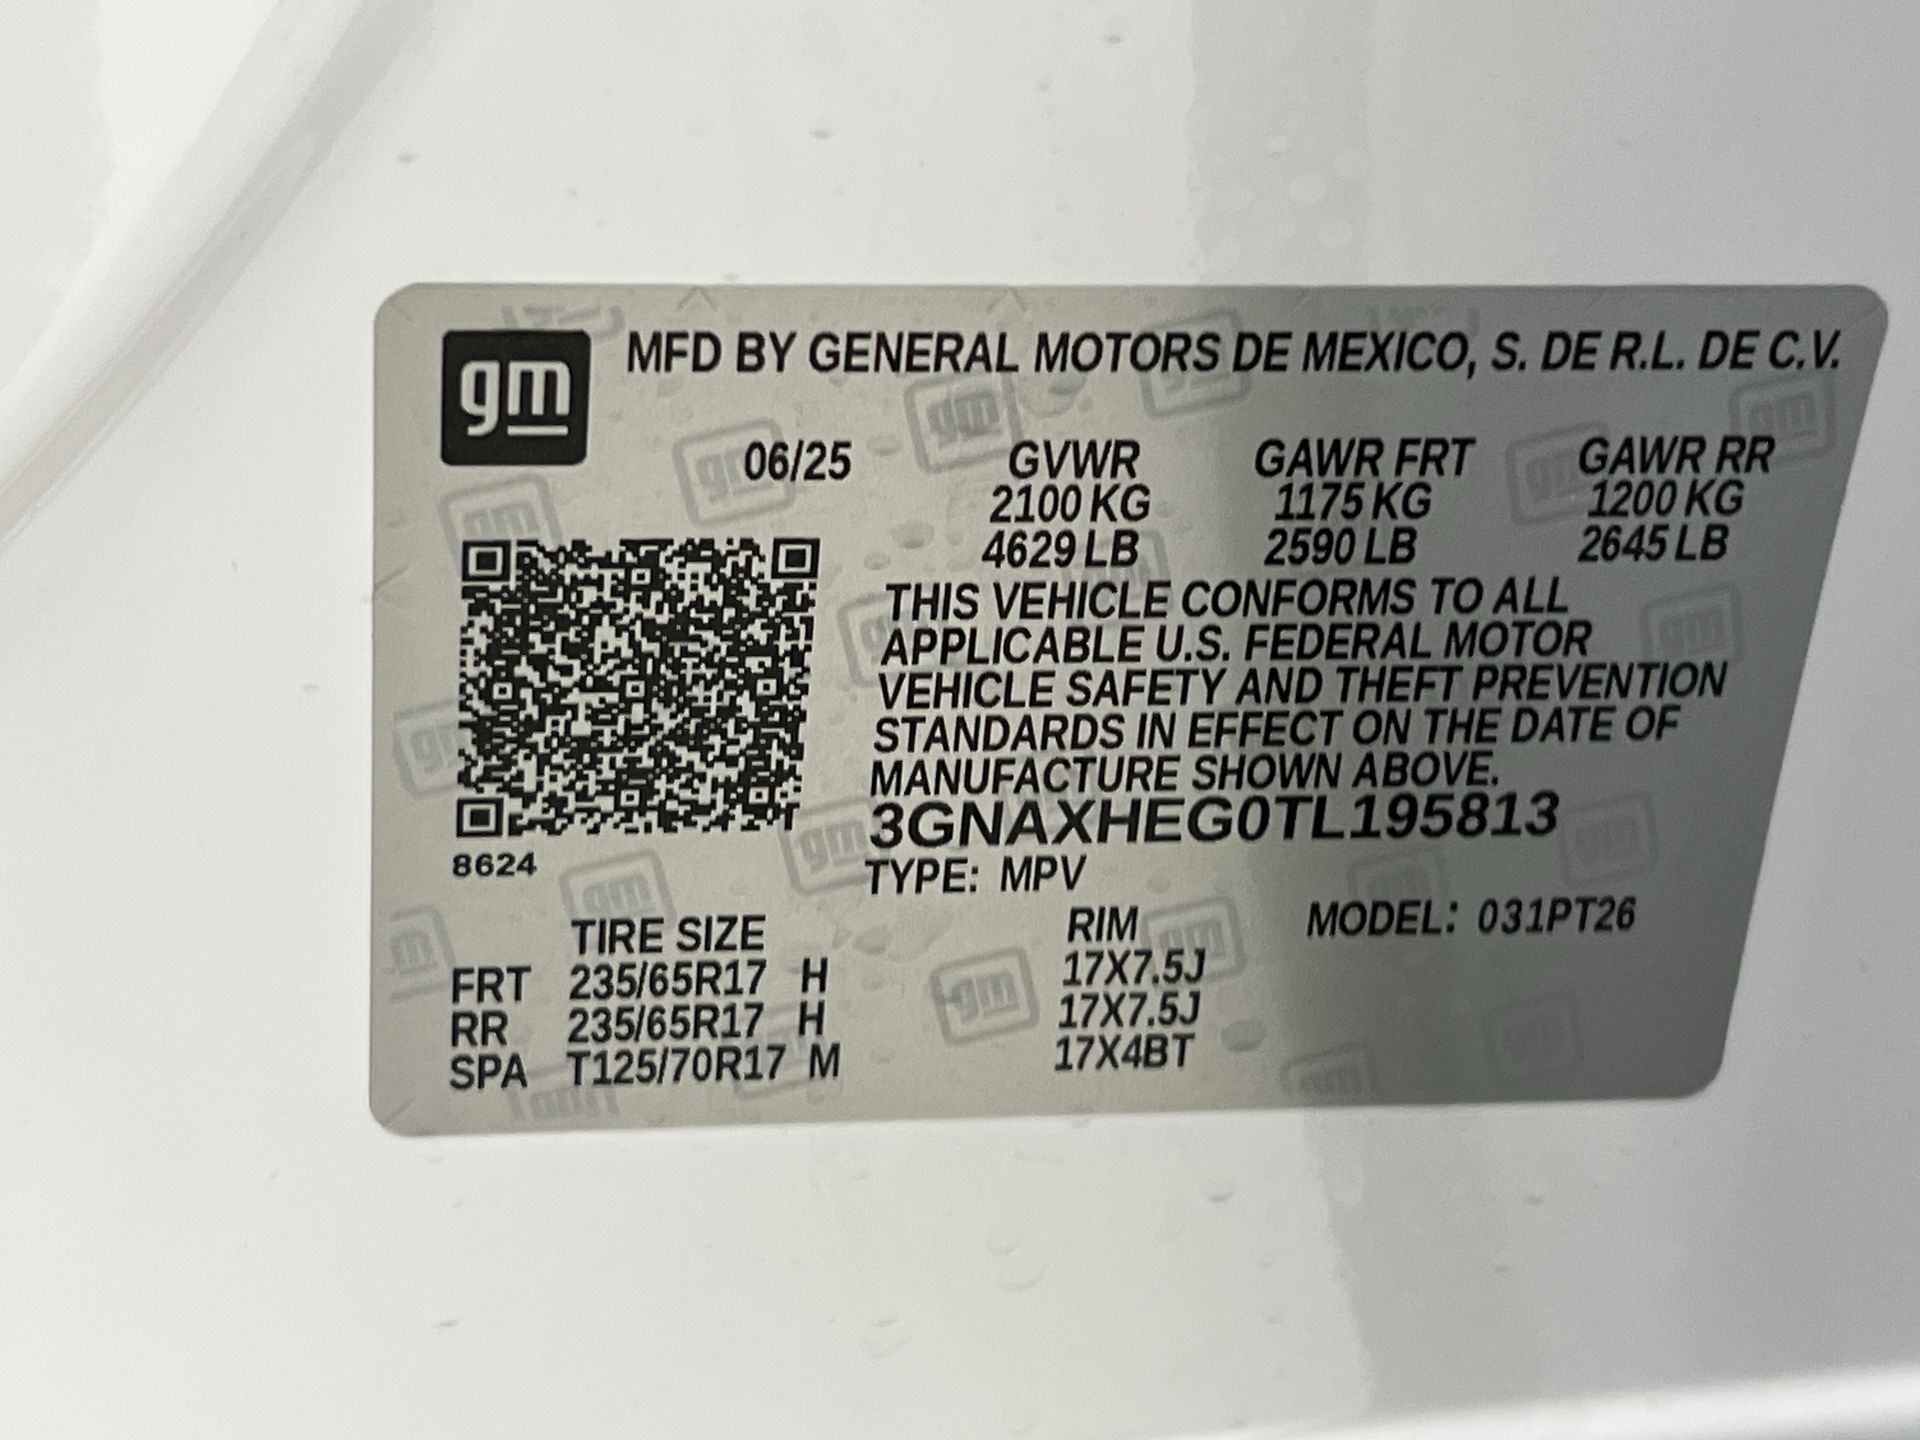 gm MFD BY GENERAL MOTORS DE MEXICO, S. DE R.L. DE C.V.
06/25 GVWR GAWR FRT GAWR RR
2100 KG 1175 KG 1200 KG
4629 LB 2590 LB 2645 LB
THIS VEHICLE CONFORMS TO ALL
APPLICABLE U.S. FEDERAL MOTOR
VEHICLE SAFETY AND THEFT PREVENTION
STANDARDS IN EFFECT ON THE DATE OF
MANUFACTURE SHOWN ABOVE.
3GNAXHEG0TL195813
8624
TYPE: MPV
TIRE SIZE RIM MODEL: 031PT26
FRT 235/65R17 H 17X7.5J
RR 235/65R17 H 17X7.5J
SPA T125/70R17 M 17X4BT